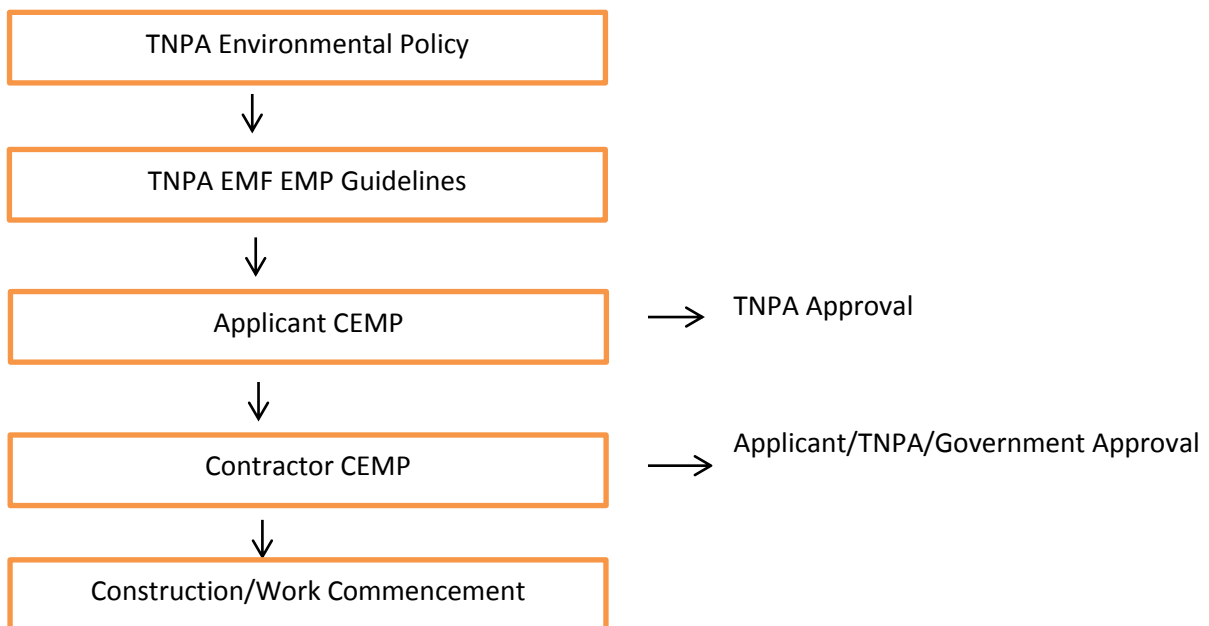 TNPA Environmental Policy
TNPA EMF EMP Guidelines
Applicant CEMP
TNPA Approval
Contractor CEMP
Applicant/TNPA/Government Approval
Construction/Work Commencement